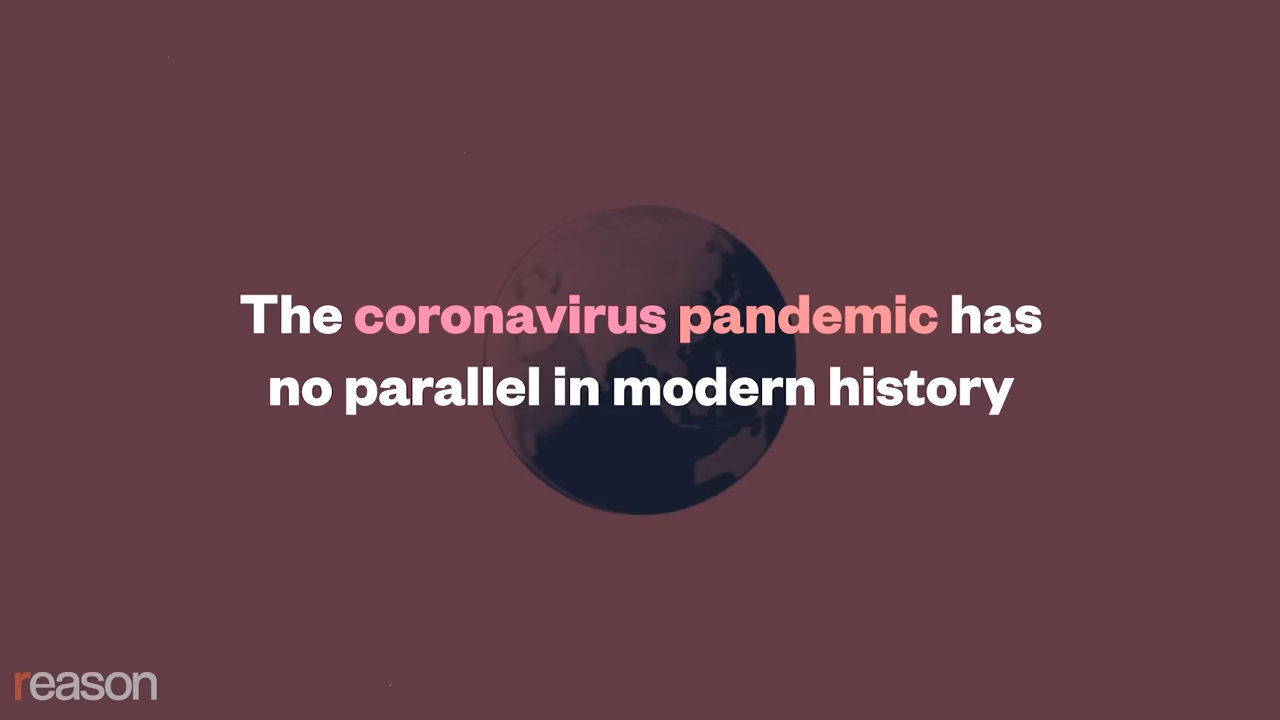 The coronavirus pandemic has
no parallel in modern history
reason